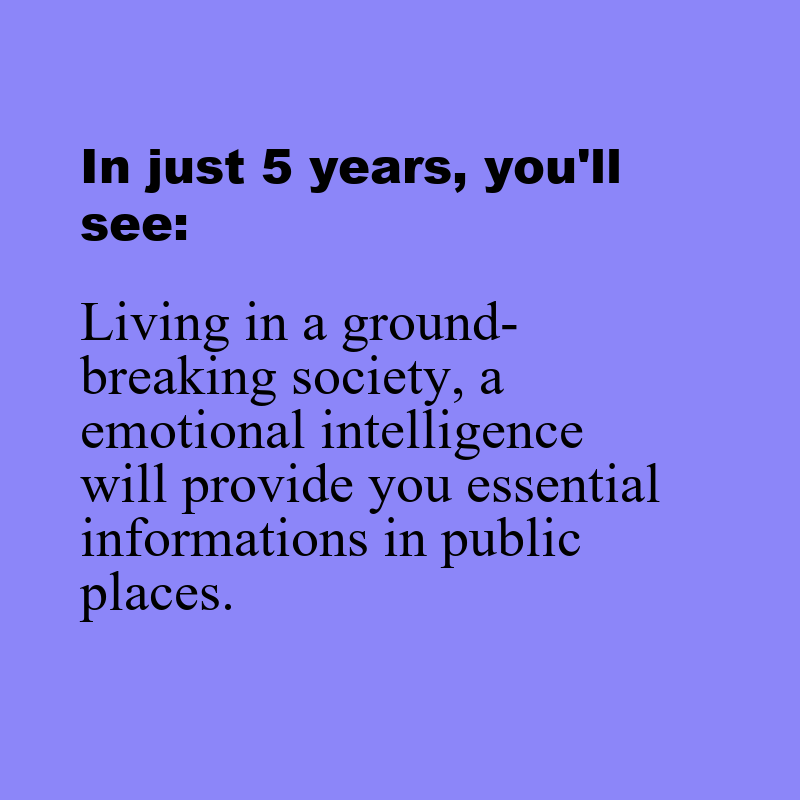 In just 5 years, you'll
see:
Living in a ground-
breaking society, a
emotional intelligence
will provide you essential
informations in public
places.